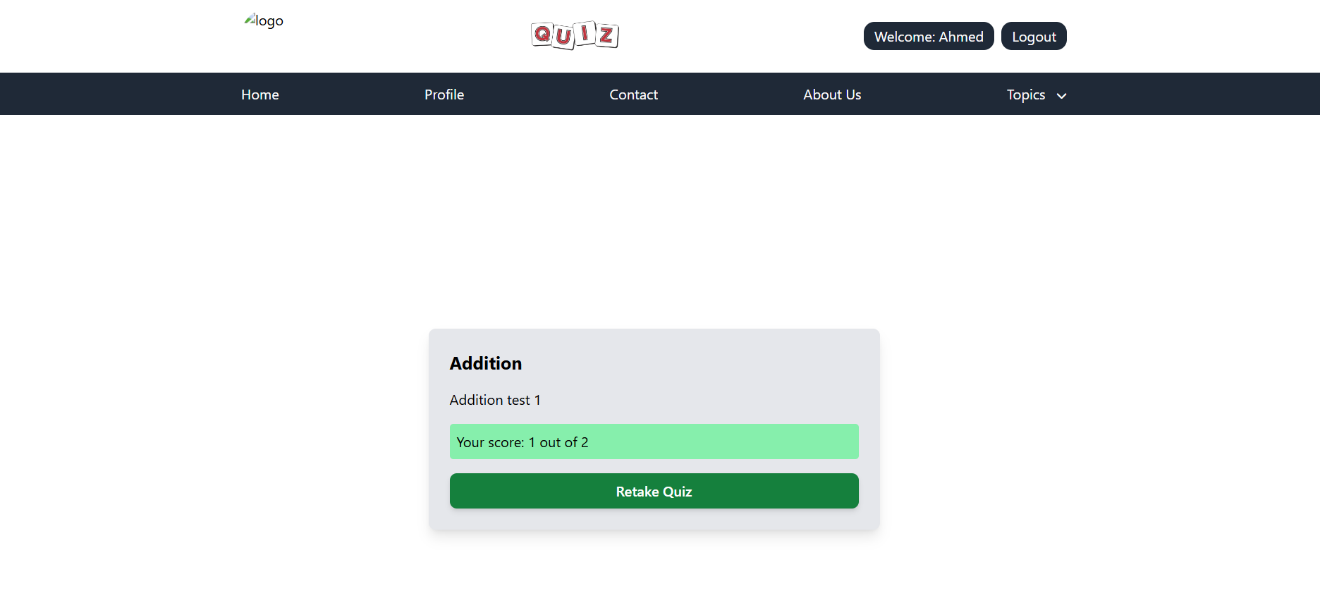 logo
QUIZ
Welcome: Ahmed
Logout
Home
Profile
Contact
About Us
Topics
Addition
Addition test 1
Your score: 1 out of 2
Retake Quiz